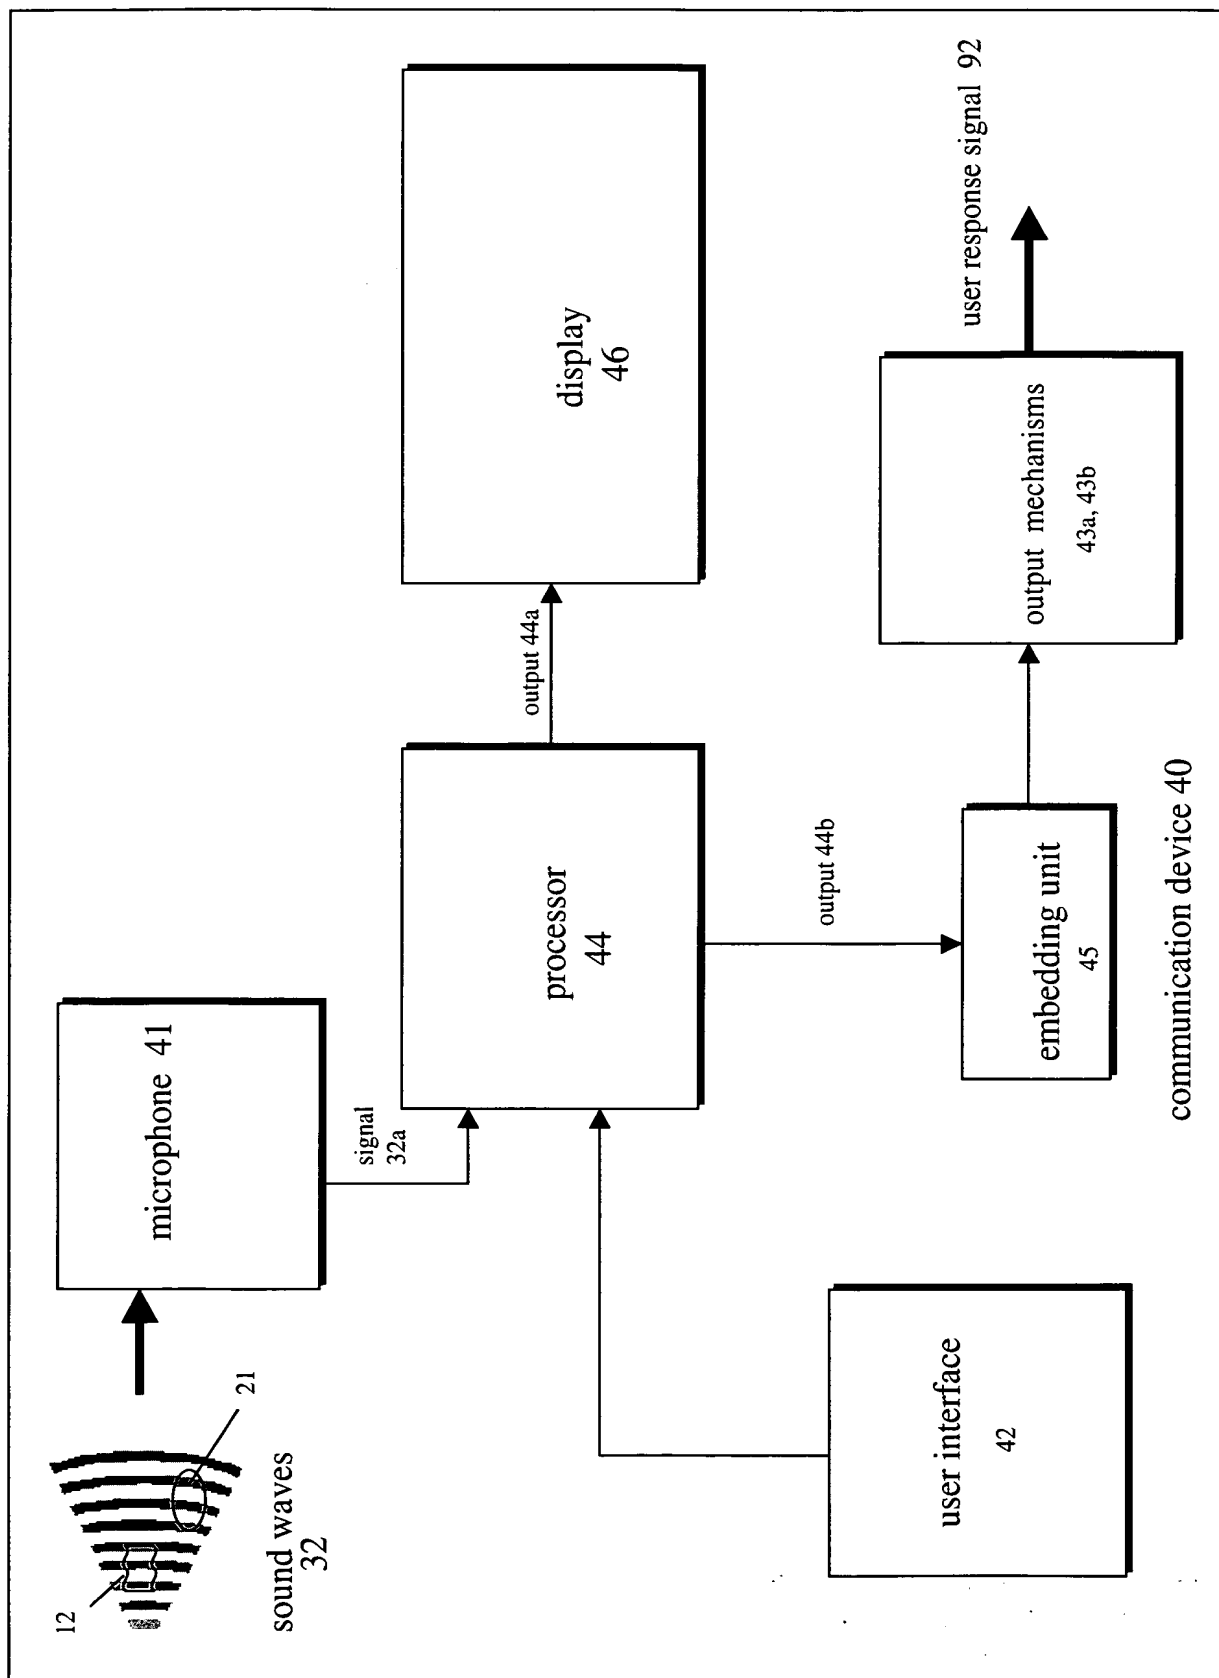 12
21
sound waves
32
microphone 41
signal
32a
processor
44
output 44a
display
46
user interface
42
output 44b
embedding unit
45
output mechanisms
43a, 43b
user response signal 92
communication device 40